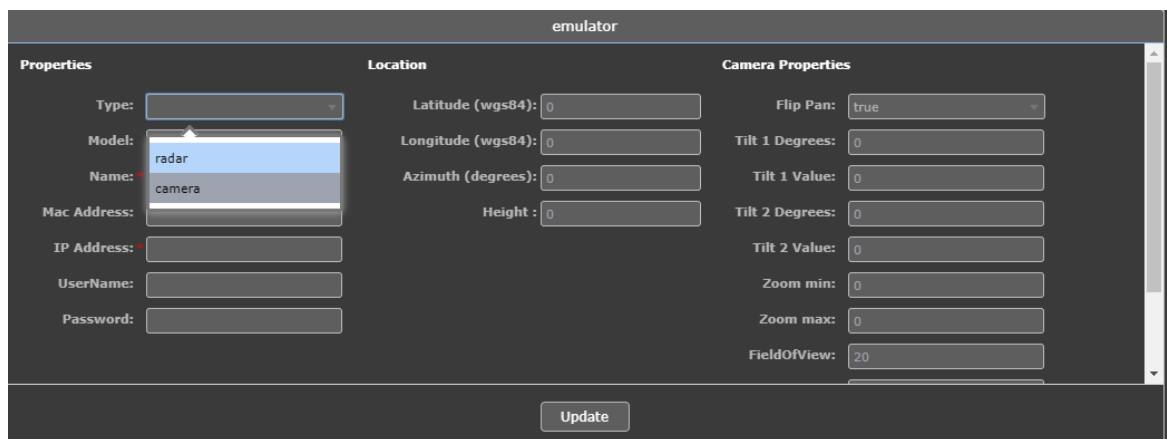 emulator
Properties
Type:
Model:
radar
camera
Name: *
Mac Address:
IP Address: *
UserName:
Password:
Location
Latitude (wgs84): 0
Longitude (wgs84): 0
Azimuth (degrees): 0
Height : 0
Camera Properties
Flip Pan: true
Tilt 1 Degrees: 0
Tilt 1 Value: 0
Tilt 2 Degrees: 0
Tilt 2 Value: 0
Zoom min: 0
Zoom max: 0
FieldOfView: 20
Update